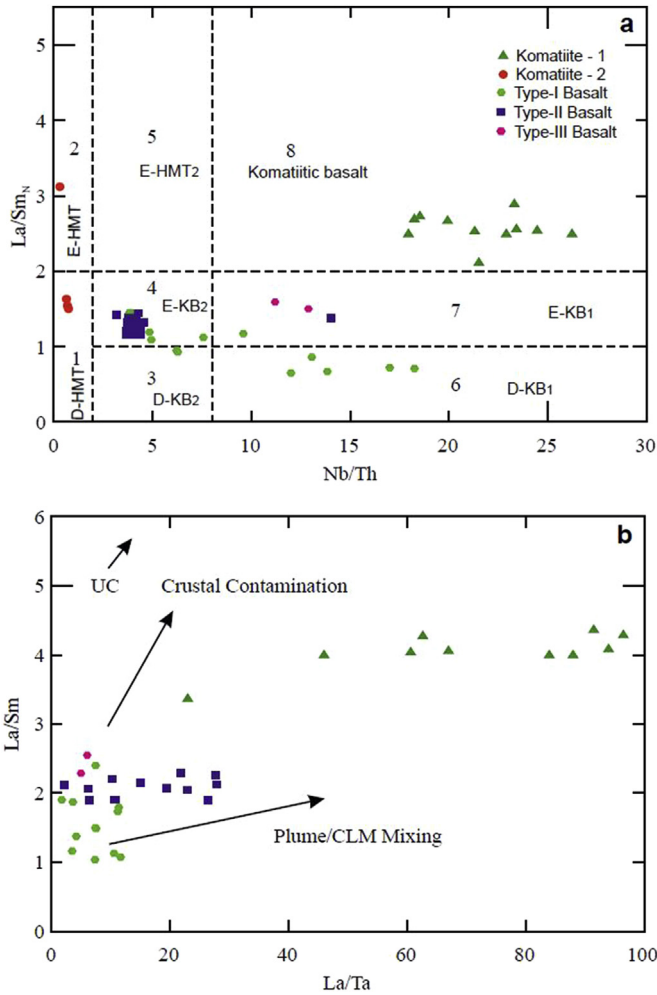 a
5
4
3
2
1
0
La/SmN
Komatiite - 1
Komatiite - 2
Type-I Basalt
Type-II Basalt
Type-III Basalt
2
E-HMT
5
E-HMT2
8
Komatiitic basalt
4
E-KB2
7
E-KB1
1
D-HMT
3
D-KB2
6
D-KB1
0 5 10 15 20 25 30
Nb/Th
b
6
5
4
3
2
1
0
La/Sm
UC
Crustal Contamination
Plume/CLM Mixing
0 20 40 60 80 100
La/Ta